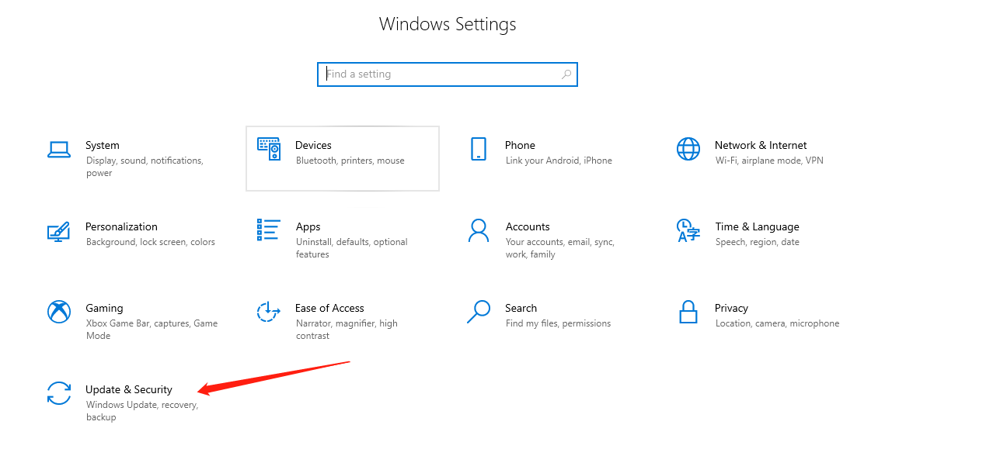 Windows Settings
Find a setting
System
Display, sound, notifications,
power
Devices
Bluetooth, printers, mouse
Phone
Link your Android, iPhone
Network & Internet
Wi-Fi, airplane mode, VPN
Personalization
Background, lock screen, colors
Apps
Uninstall, defaults, optional
features
Accounts
Your accounts, email, sync,
work, family
Time & Language
Speech, region, date
Gaming
Xbox Game Bar, captures, Game
Mode
Ease of Access
Narrator, magnifier, high
contrast
Search
Find my files, permissions
Privacy
Location, camera, microphone
Update & Security
Windows Update, recovery,
backup